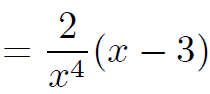 = \frac{2}{x^4}(x - 3)